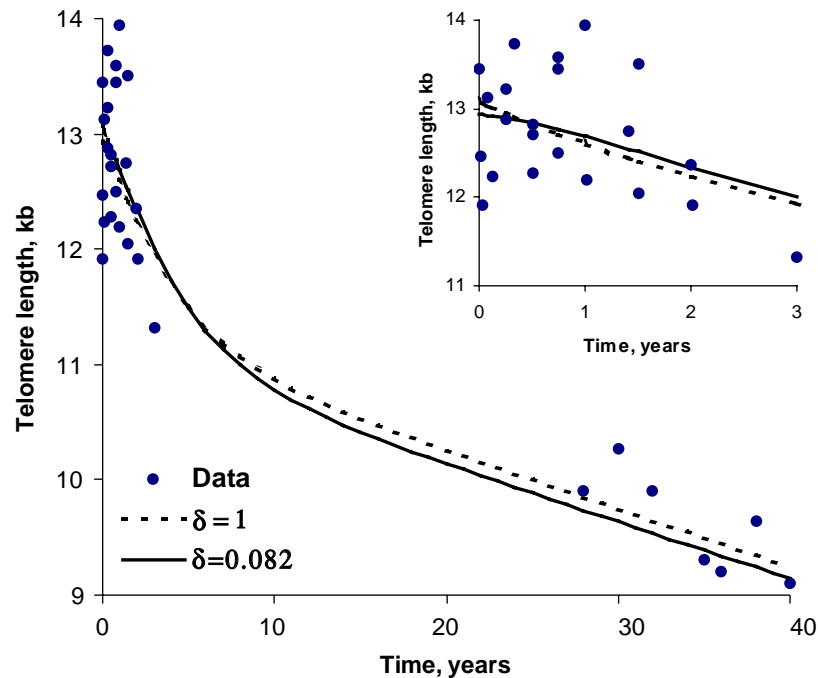 14
13
12
11
10
9
Telomere length, kb
0
10
20
30
40
Time, years
Data
δ = 1
δ=0.082
14
13
12
11
Telomere length, kb
0
1
2
3
Time, years